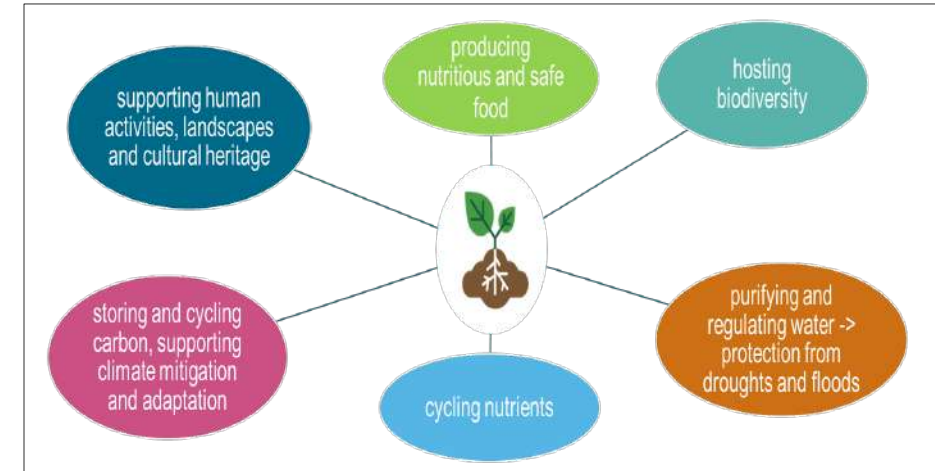 supporting human
activities, landscapes
and cultural heritage
producing
nutritious and safe
food
hosting
biodiversity
storing and cycling
carbon, supporting
climate mitigation
and adaptation
cycling nutrients
purifying and
regulating water ->
protection from
droughts and floods